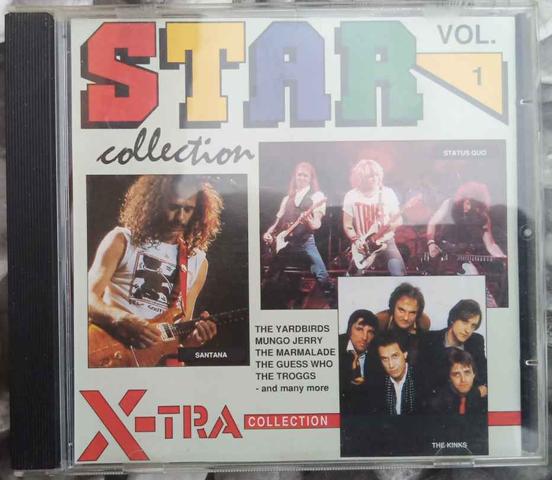 STAR
VOL.
1
collection
STATUS QUO
SANTANA
THE YARDBIRDS
MUNGO JERRY
THE MARMALADE
THE GUESS WHO
THE TROGGS
- and many more
X-TRA
COLLECTION
THE KINKS